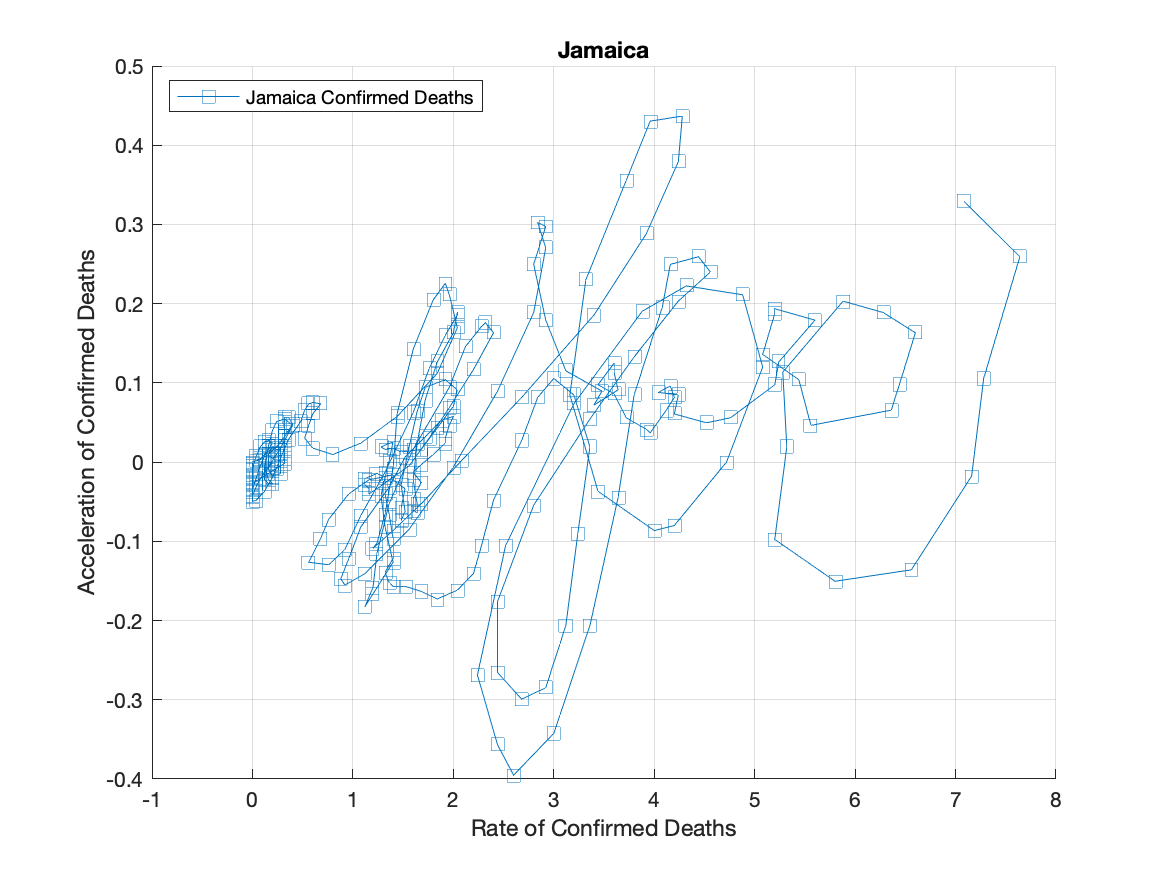 Jamaica
Jamaica Confirmed Deaths
Acceleration of Confirmed Deaths
0.5
0.4
0.3
0.2
0.1
0
-0.1
-0.2
-0.3
-0.4
-1 0 1 2 3 4 5 6 7 8
Rate of Confirmed Deaths